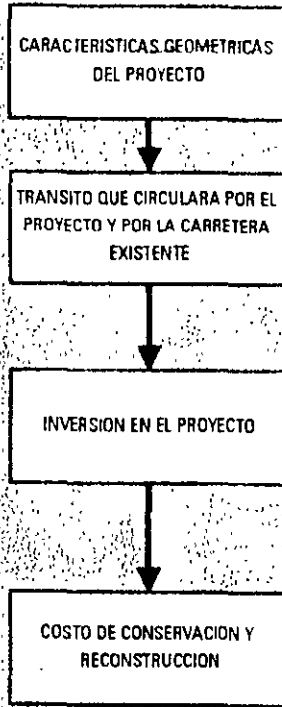 CARACTERISTICAS GEOMETRICAS
DEL PROYECTO
TRANSITO QUE CIRCULARA POR EL
PROYECTO Y POR LA CARRETERA
EXISTENTE
INVERSION EN EL PROYECTO
COSTO DE CONSERVACION Y
RECONSTRUCCION